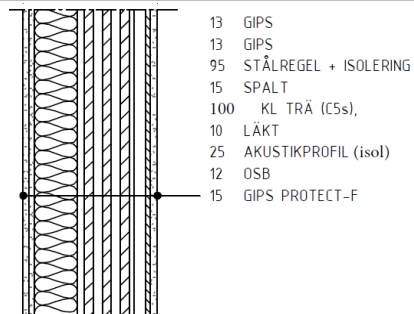 13 GIPS
13 GIPS
95 STÅLREGEL + ISOLERING
15 SPALT
100 KL TRÄ (C5s),
10 LÄKT
25 AKUSTIKPROFIL (isol)
12 OSB
15 GIPS PROTECT-F